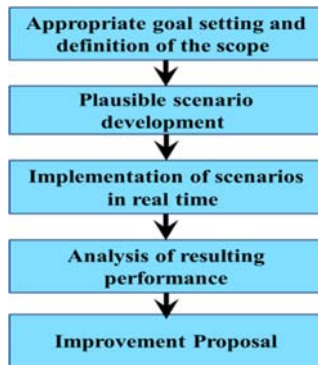 Appropriate goal setting and
definition of the scope
Plausible scenario
development
Implementation of scenarios
in real time
Analysis of resulting
performance
Improvement Proposal